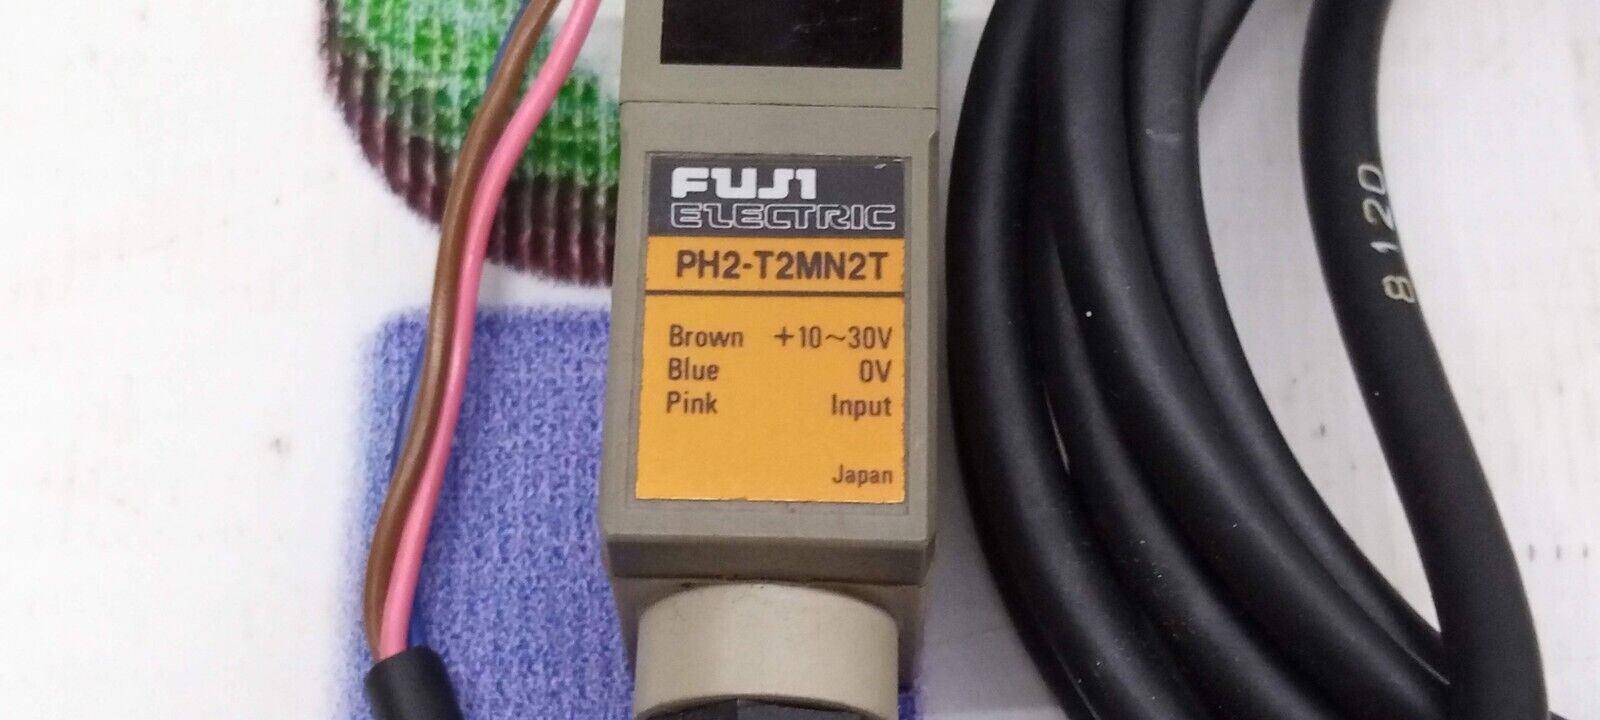 FUJI
ELECTRIC
PH2-T2MN2T
Brown +10~30V
Blue 0V
Pink Input
Japan
8120